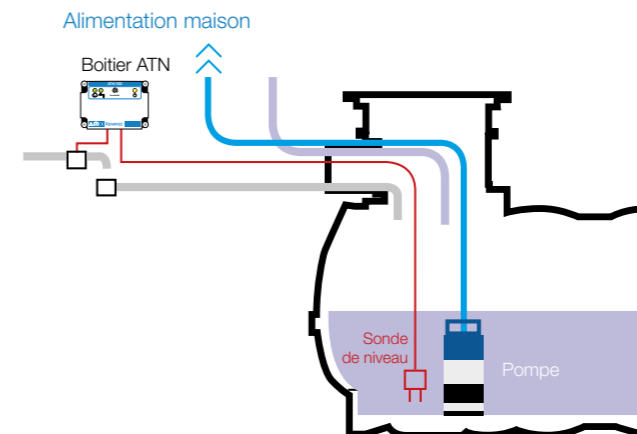 Alimentation maison
Boitier ATN
Sonde
de niveau
Pompe